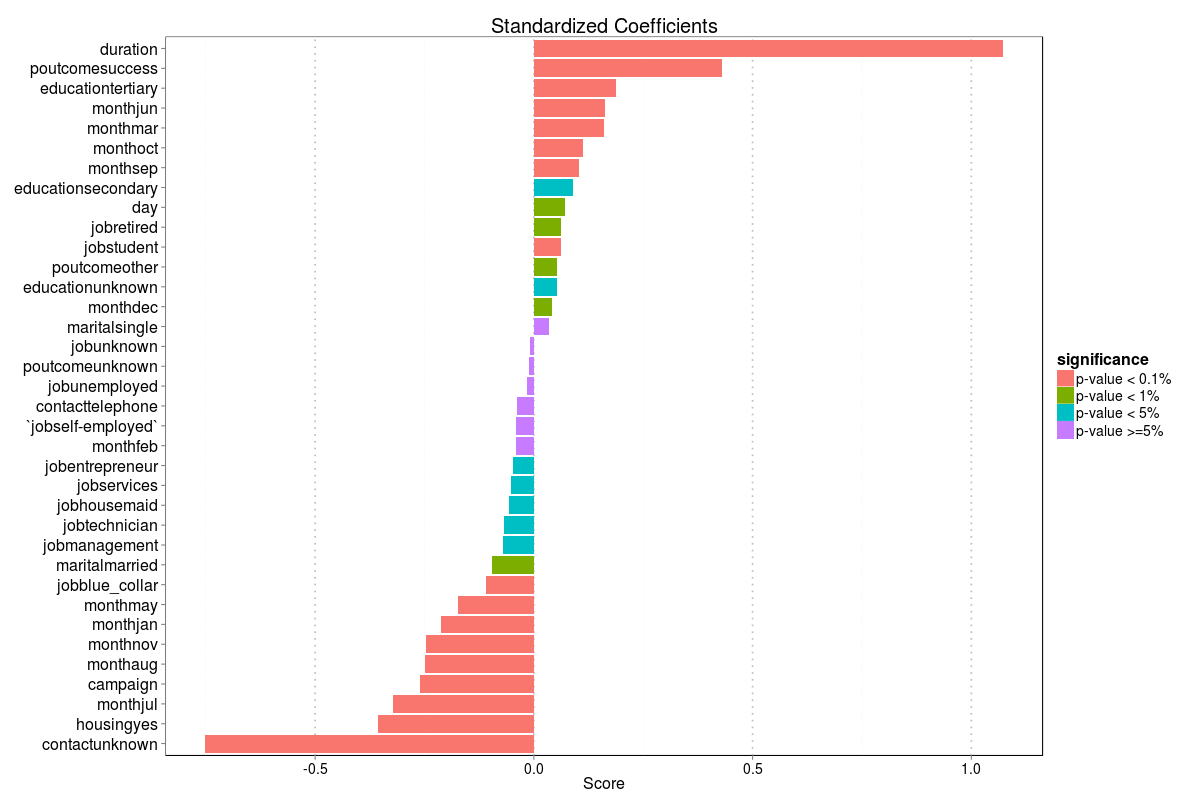 Standardized Coefficients
duration
poutcomesuccess
educationtertiary
monthjun
monthmar
monthoct
monthsep
educationsecondary
day
jobretired
jobstudent
poutcomeother
educationunknown
monthdec
maritalsingle
jobunknown
poutcomeunknown
jobunemployed
contacttelephone
`jobself-employed`
monthfeb
jobentrepreneur
jobservices
jobhousemaid
jobtechnician
jobmanagement
maritalmarried
jobblue_collar
monthmay
monthjan
monthnov
monthaug
campaign
monthjul
housingyes
contactunknown
-0.5 0.0 0.5 1.0
Score
significance
p-value < 0.1%
p-value < 1%
p-value < 5%
p-value >=5%